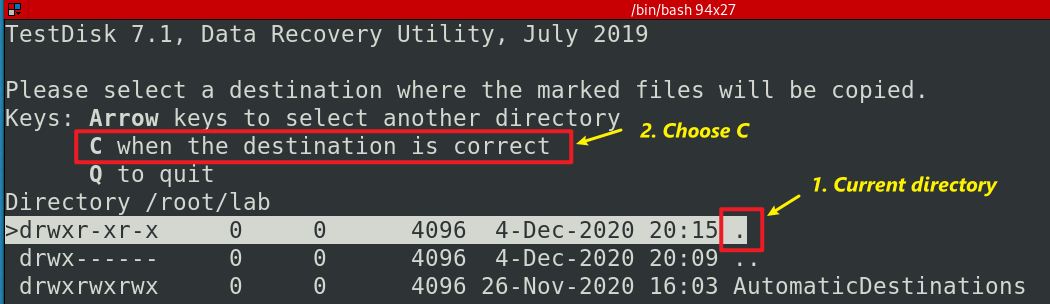 /bin/bash 94x27
TestDisk 7.1, Data Recovery Utility, July 2019
Please select a destination where the marked files will be copied.
Keys: Arrow keys to select another directory
C when the destination is correct
2. Choose C
Q to quit
1. Current directory
Directory /root/lab
>drwxr-xr-x     0     0      4096  4-Dec-2020 20:15 .
drwx------     0     0      4096  4-Dec-2020 20:09 ..
drwxrwxrwx     0     0      4096 26-Nov-2020 16:03 AutomaticDestinations